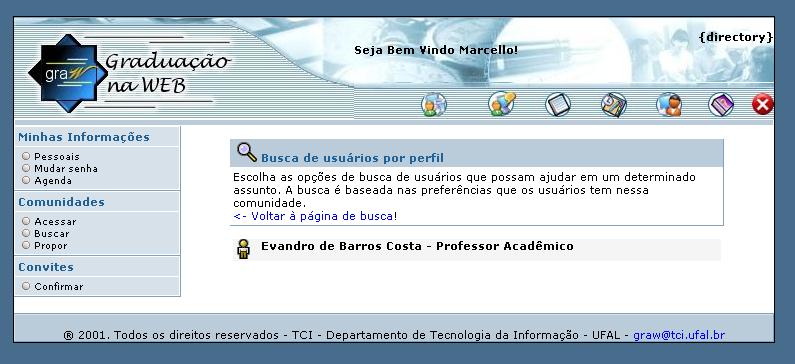 graW
Graduação
na WEB
Seja Bem Vindo Marcello!
{directory}
Minhas Informações
Pessoais
Mudar senha
Agenda
Comunidades
Acessar
Buscar
Propor
Convites
Confirmar
Busca de usuários por perfil
Escolha as opções de busca de usuários que possam ajudar em um determinado
assunto. A busca é baseada nas preferências que os usuários tem nessa
comunidade.
<- Voltar à página de busca!
Evandro de Barros Costa - Professor Acadêmico
® 2001. Todos os direitos reservados - TCI - Departamento de Tecnologia da Informação - UFAL - graw@tci.ufal.br